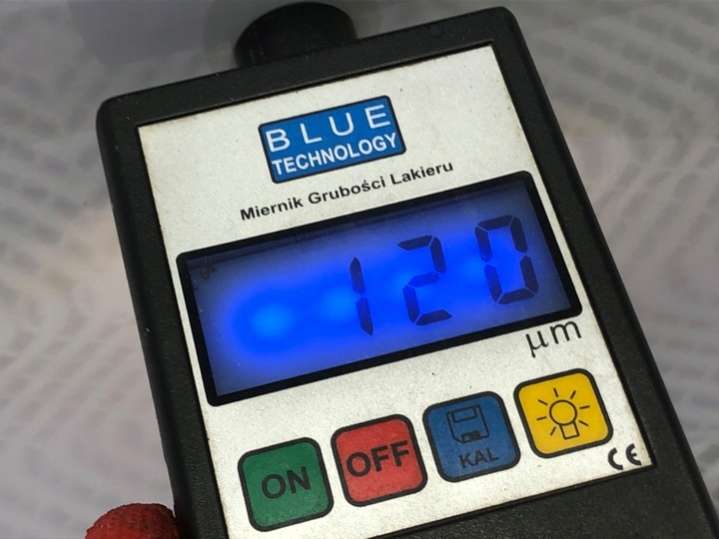 BLUE
TECHNOLOGY
Miernik Grubości Lakieru
120
μm
ON
OFF
KAL
CE